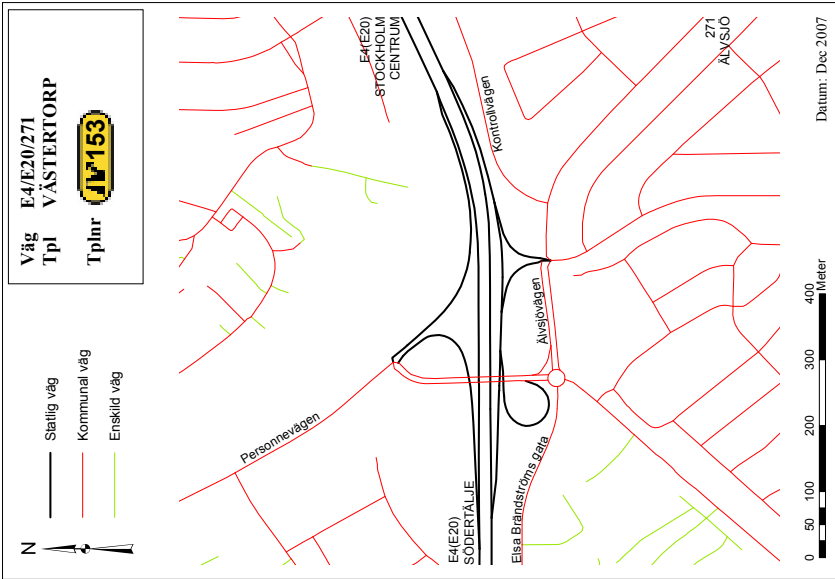 Väg E4/E20/271
Tpl VÄSTERTORP
Tplnr 153
N
Statlig väg
Kommunal väg
Enskild väg
E4(E20)
STOCKHOLM
CENTRUM
Kontrollvägen
271
ÄLVSJÖ
Älvsjövägen
Personnevägen
E4(E20)
SÖDERTÄLJE
Elsa Brändströms gata
0 50 100 200 300 400
Meter
Datum: Dec 2007